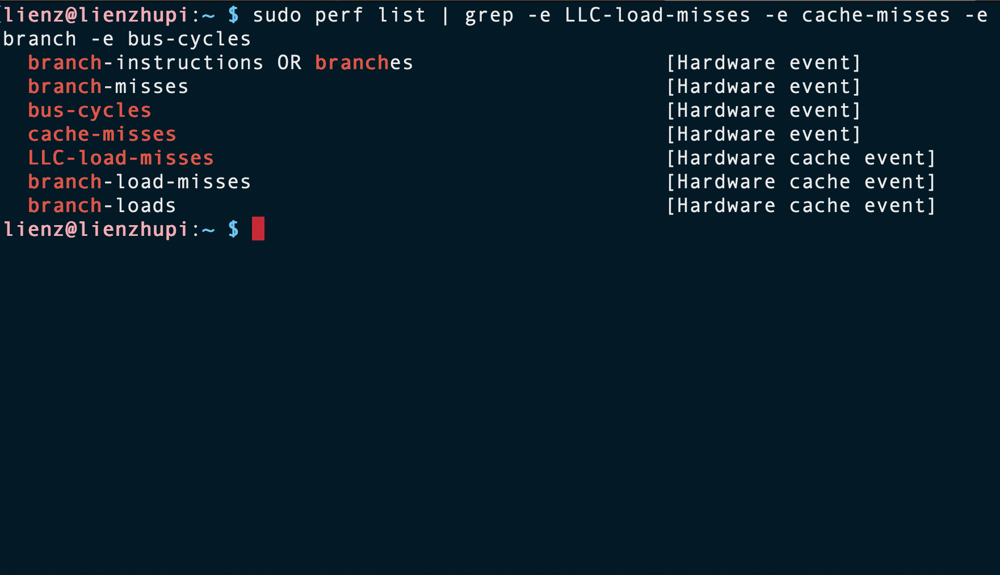 lienz@lienzhupi:~ $ sudo perf list | grep -e LLC-load-misses -e cache-misses -e
branch -e bus-cycles
branch-instructions OR branches [Hardware event]
branch-misses [Hardware event]
bus-cycles [Hardware event]
cache-misses [Hardware event]
LLC-load-misses [Hardware cache event]
branch-load-misses [Hardware cache event]
branch-loads [Hardware cache event]
lienz@lienzhupi:~ $